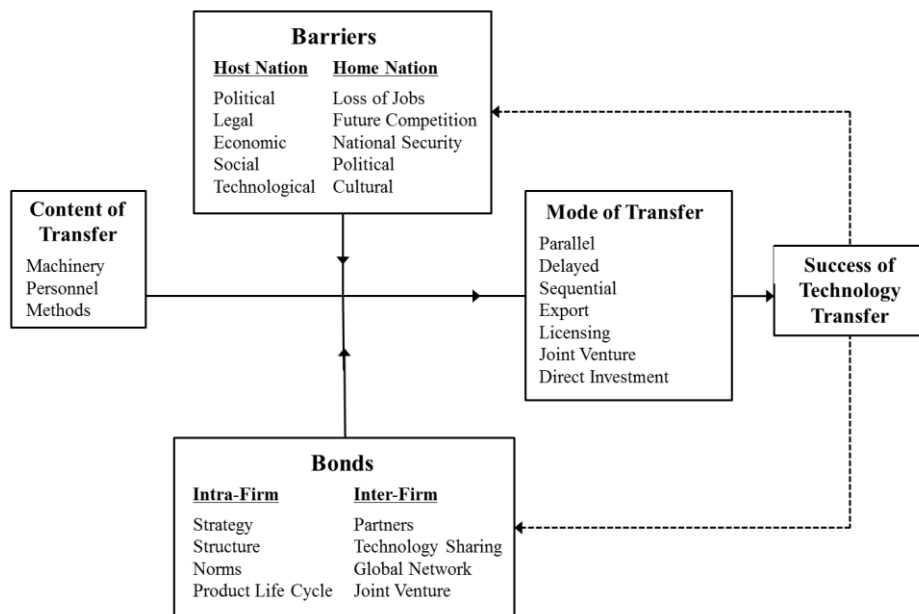 Barriers
Host Nation Home Nation
Political Loss of Jobs
Legal Future Competition
Economic National Security
Social Political
Technological Cultural
Content of
Transfer
Machinery
Personnel
Methods
Mode of Transfer
Parallel
Delayed
Sequential
Export
Licensing
Joint Venture
Direct Investment
Success of
Technology
Transfer
Bonds
Intra-Firm Inter-Firm
Strategy Partners
Structure Technology Sharing
Norms Global Network
Product Life Cycle Joint Venture